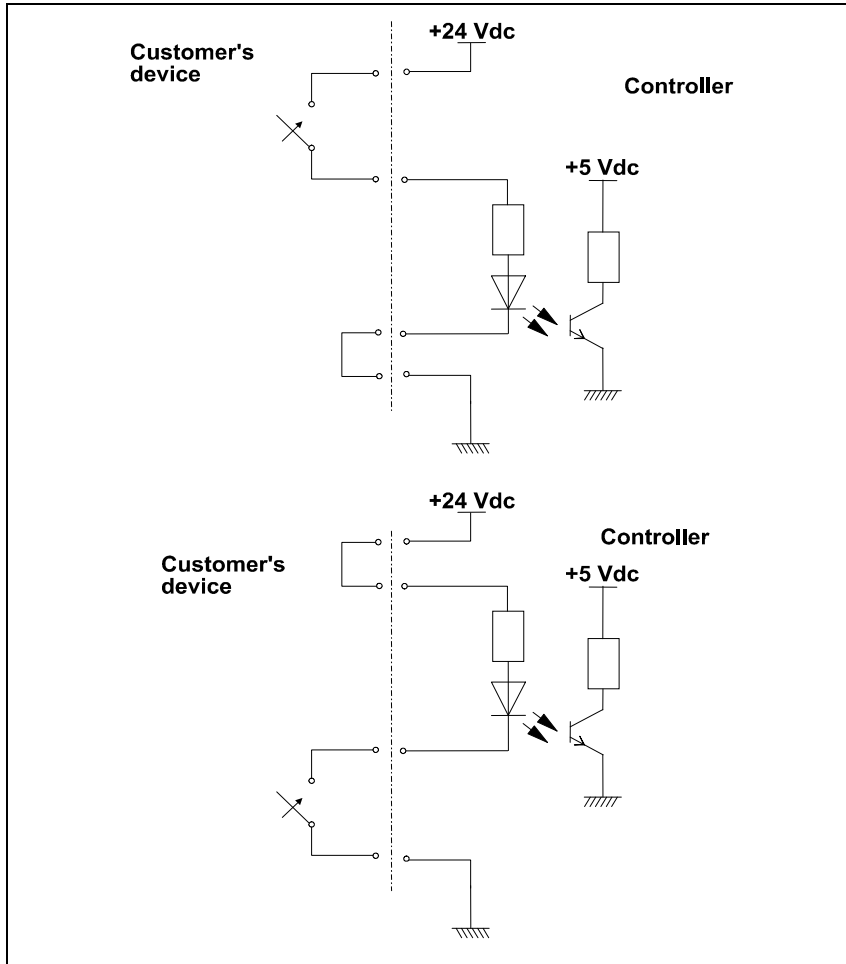 +24 Vdc
Customer's
device
Controller
+5 Vdc
+24 Vdc
Controller
Customer's
device
+5 Vdc